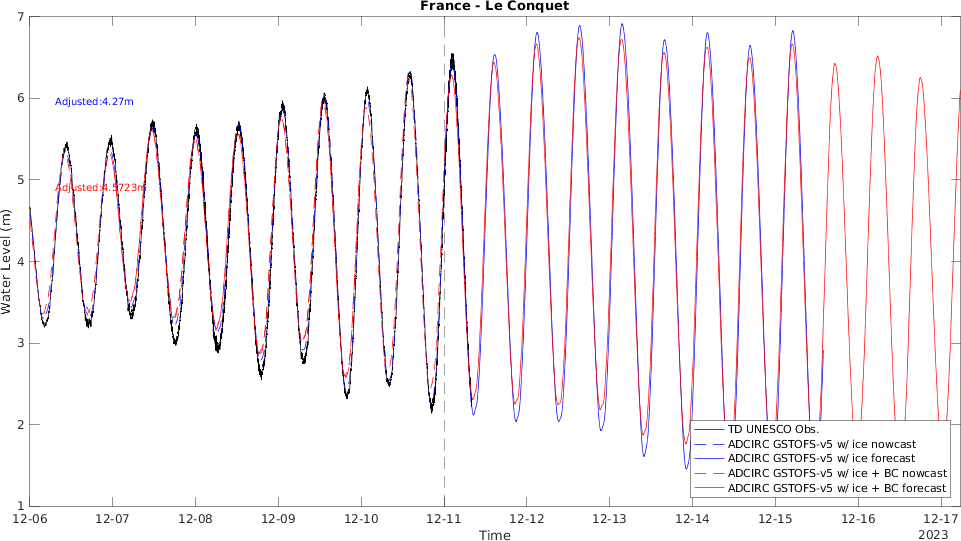 France - Le Conquet
7
6
5
4
3
2
1
Water Level (m)
Adjusted:4.27m
Adjusted:4.5723m
TD UNESCO Obs.
ADCIRC GSTOFS-v5 w/ ice nowcast
ADCIRC GSTOFS-v5 w/ ice forecast
ADCIRC GSTOFS-v5 w/ ice + BC nowcast
ADCIRC GSTOFS-v5 w/ ice + BC forecast
12-06 12-07 12-08 12-09 12-10 12-11 12-12 12-13 12-14 12-15 12-16 12-17
Time
2023